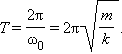 T = 2π/ω₀ = 2π√(m/k) .